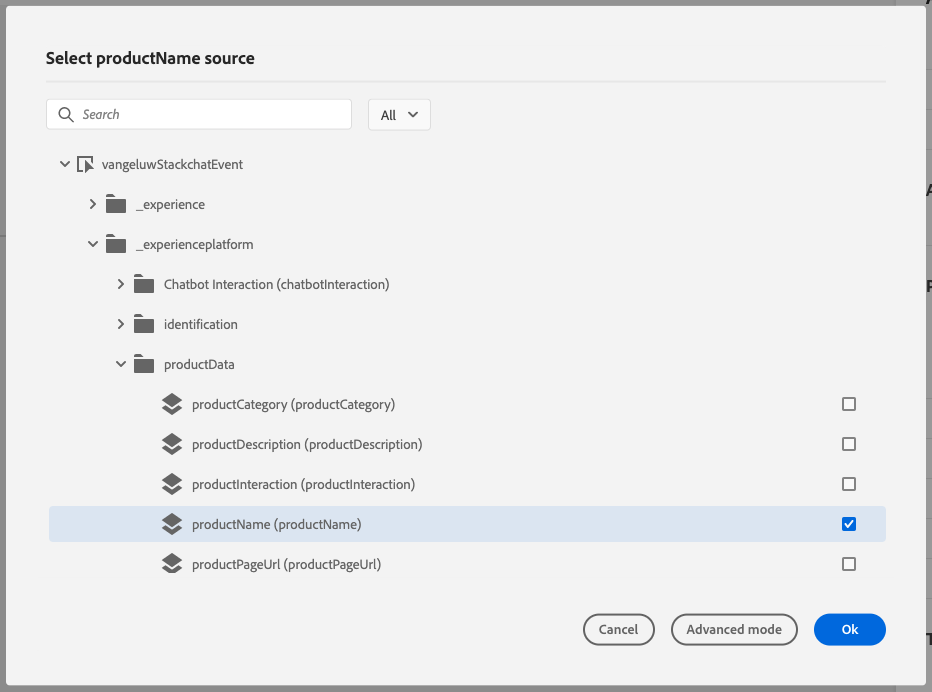 Select productName source
Search
All
vangeluwStackchatEvent
_experience
_experienceplatform
Chatbot Interaction (chatbotInteraction)
identification
productData
productCategory (productCategory)
productDescription (productDescription)
productInteraction (productInteraction)
productName (productName)
productPageUrl (productPageUrl)
Cancel
Advanced mode
Ok